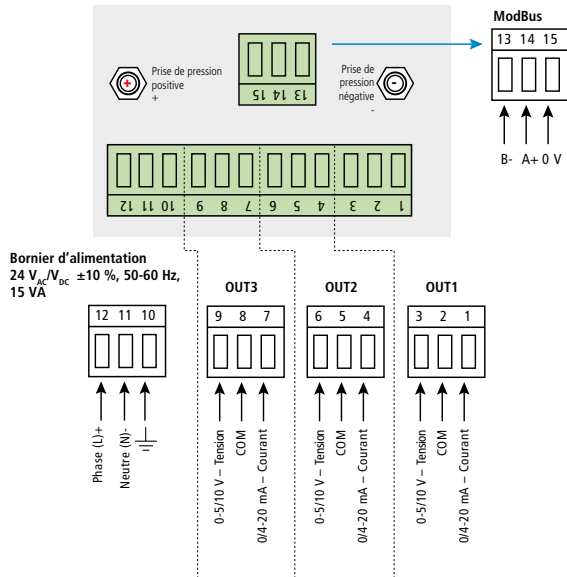 ModBus
13 14 15
B- A+ 0 V
Prise de pression
positive
+
Prise de
pression
négative
-
+
-
15 14 13
12 11 10 9 8 7 6 5 4 3 2 1
Bornier d’alimentation
24 VAC/VDC ±10 %, 50-60 Hz,
15 VA
12 11 10
Phase (L)+
Neutre (N)-
OUT3
9 8 7
0-5/10 V – Tension
COM
0/4-20 mA – Courant
OUT2
6 5 4
0-5/10 V – Tension
COM
0/4-20 mA – Courant
OUT1
3 2 1
0-5/10 V – Tension
COM
0/4-20 mA – Courant